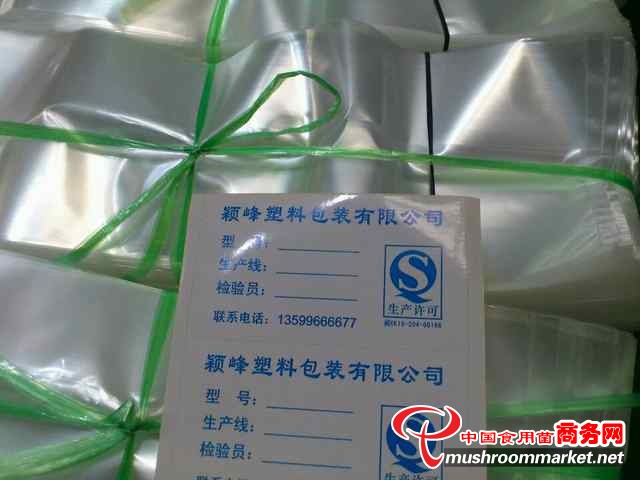 颖峰塑料包装有限公司
型 号:
生产线:
检验员:
联系电话: 13599666677
生产许可
颖峰塑料包装有限公司
型 号:
生产线:
检验员:
中国食用菌商务网
www.mushroommarket.net